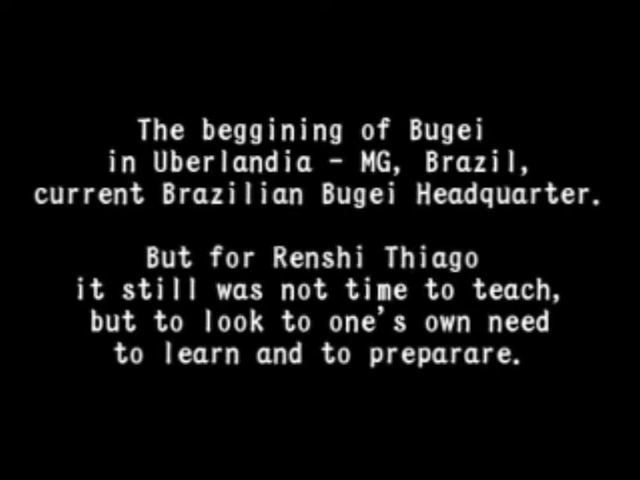 The beggining of Bugei
in Uberlandia - MG, Brazil,
current Brazilian Bugei Headquarter.
But for Renshi Thiago
it still was not time to teach,
but to look to one's own need
to learn and to preparare.